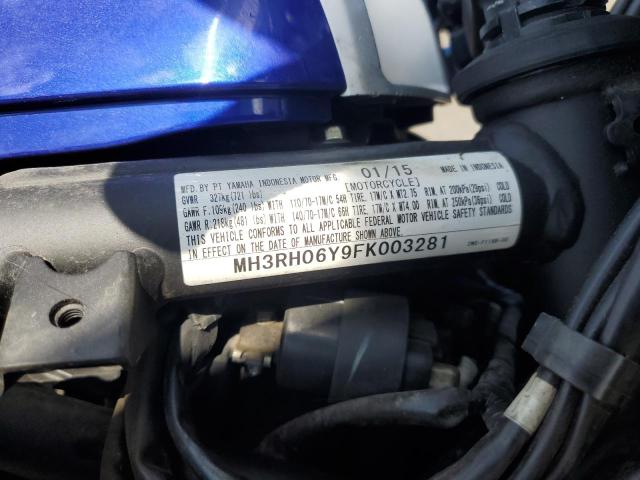 MFD. BY PT YAMAHA INDONESIA MOTOR MFG. 01/15 MADE IN INDONESIA
GVWR 327kg(721 lbs) [MOTORCYCLE]
GAWR F.109kg(240 lbs)WITH 110/70-17M/C 54H TIRE, 17M/C X MT2.75 RIM, AT 200kPa(29psi) COLD
GAWR R.218kg(481 lbs)WITH 140/70-17M/C 66H TIRE, 17M/C X MT4.00 RIM, AT 250kPa(36psi) COLD
THIS VEHICLE CONFORMS TO ALL APPLICABLE FEDERAL MOTOR VEHICLE SAFETY STANDARDS
IN EFFECT ON THE DATE OF MANUFACTURE SHOWN ABOVE.
MH3RH06Y9FK003281